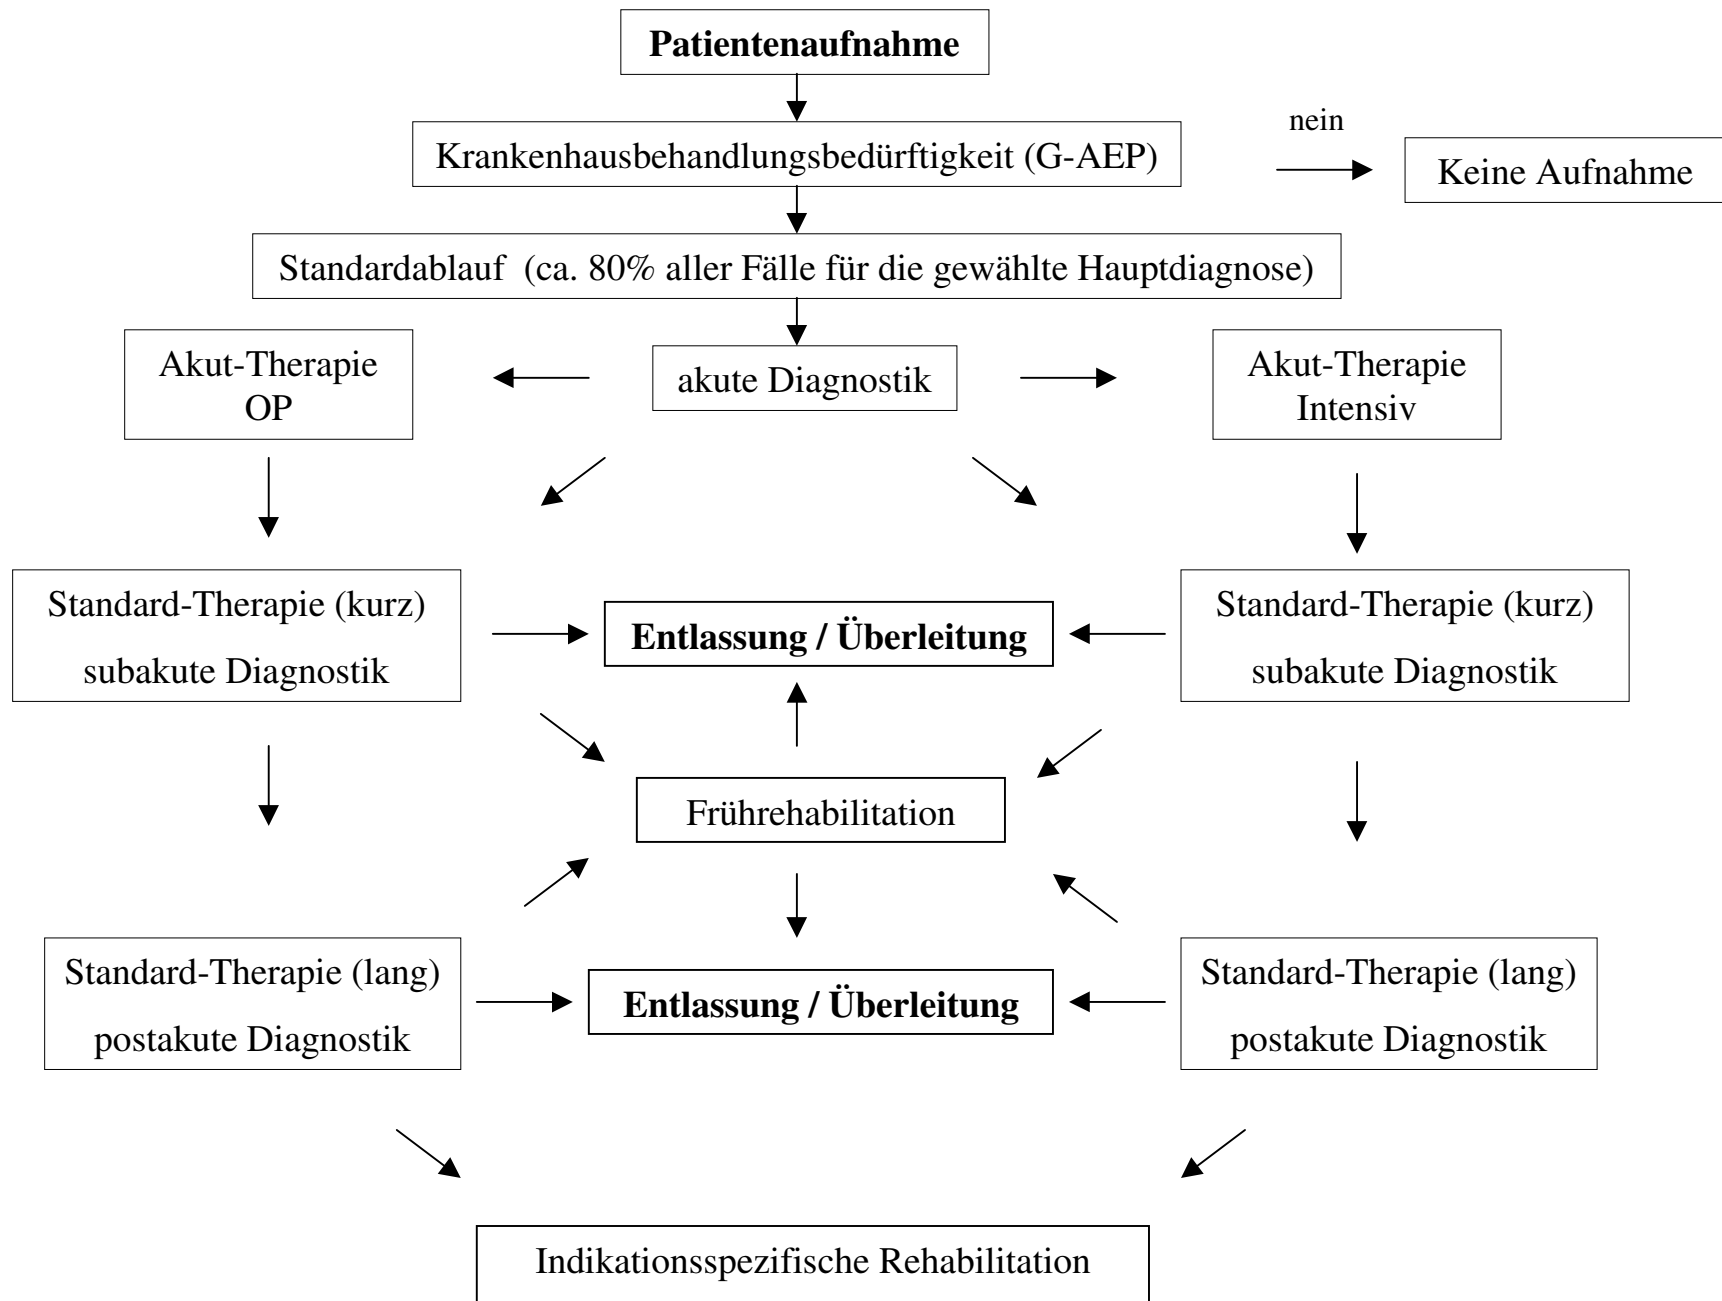 Patientenaufnahme
nein
Krankenhausbehandlungsbedürftigkeit (G-AEP)
Keine Aufnahme
Standardablauf  (ca. 80% aller Fälle für die gewählte Hauptdiagnose)
Akut-Therapie
OP
akute Diagnostik
Akut-Therapie
Intensiv
Standard-Therapie (kurz)
subakute Diagnostik
Entlassung / Überleitung
Standard-Therapie (kurz)
subakute Diagnostik
Frührehabilitation
Standard-Therapie (lang)
postakute Diagnostik
Entlassung / Überleitung
Standard-Therapie (lang)
postakute Diagnostik
Indikationsspezifische Rehabilitation